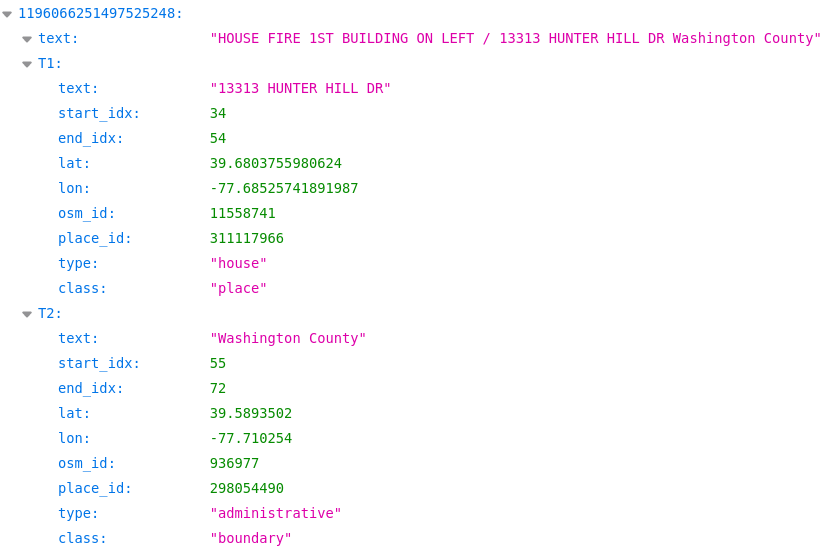 1196066251497525248:
text: "HOUSE FIRE 1ST BUILDING ON LEFT / 13313 HUNTER HILL DR Washington County"
T1:
text: "13313 HUNTER HILL DR"
start_idx: 34
end_idx: 54
lat: 39.6803755980624
lon: -77.68525741891987
osm_id: 11558741
place_id: 311117966
type: "house"
class: "place"
T2:
text: "Washington County"
start_idx: 55
end_idx: 72
lat: 39.5893502
lon: -77.710254
osm_id: 936977
place_id: 298054490
type: "administrative"
class: "boundary"